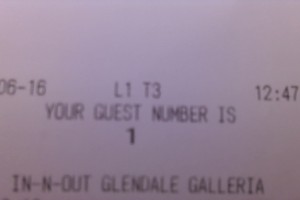 06-16 L1 T3 12:47
YOUR GUEST NUMBER IS
1
IN-N-OUT GLENDALE GALLERIA